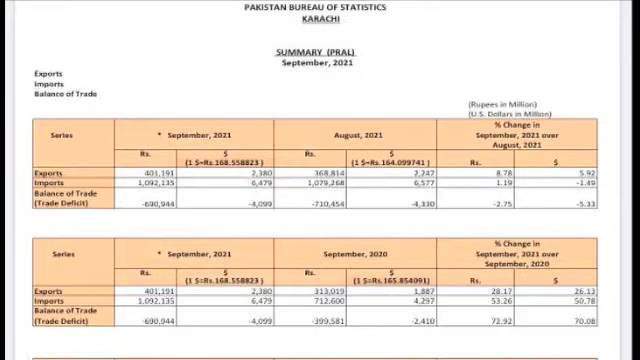 PAKISTAN BUREAU OF STATISTICS
KARACHI
SUMMARY (PRAL)
September, 2021
Exports
Imports
Balance of Trade
(Rupees in Million)
(U.S. Dollars in Million)
Series * September, 2021 August, 2021 % Change in September, 2021 over August, 2021
Rs. $ (1 $=Rs.168.558823 ) Rs. $ (1 $=Rs.164.099741) Rs. $
Exports 401,191 2,380 368,814 2,247 8.78 5.92
Imports 1,092,135 6,479 1,079,268 6,577 1.19 -1.49
Balance of Trade
(Trade Deficit) -690,944 -4,099 -710,454 -4,330 -2.75 -5.33
Series * September, 2021 September, 2020 % Change in September, 2021 over September, 2020
Rs. $ (1 $=Rs.168.558823 ) Rs. $ (1 $=Rs.165.854091) Rs. $
Exports 401,191 2,380 313,019 1,887 28.17 26.13
Imports 1,092,135 6,479 712,600 4,297 53.26 50.78
Balance of Trade
(Trade Deficit) -690,944 -4,099 -399,581 -2,410 72.92 70.08